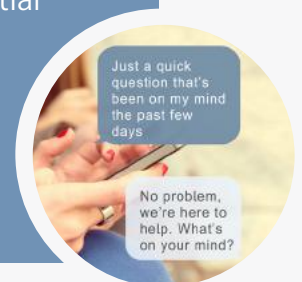 Just a quick
question that's
been on my mind
the past few
days
No problem,
we're here to
help. What's
on your mind?